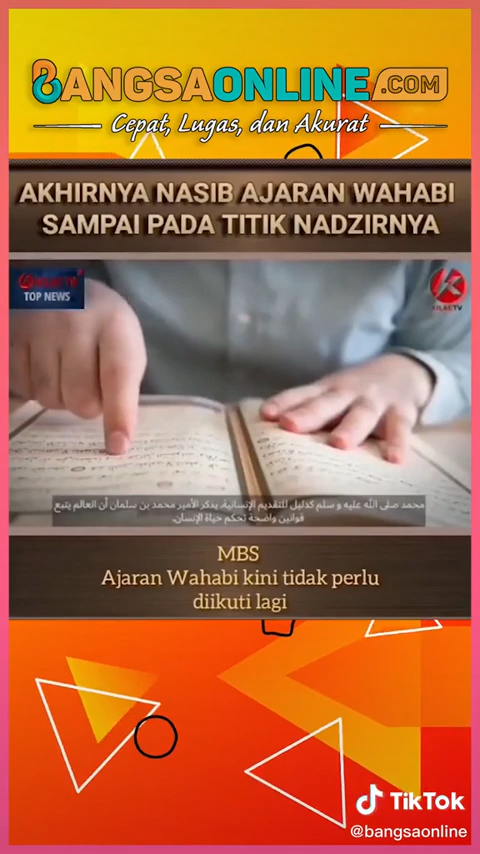 BANGSAONLINE.COM
Cepat, Lugas, dan Akurat
AKHIRNYA NASIB AJARAN WAHABI
SAMPAI PADA TITIK NADZIRNYA
TOP NEWS
محمد صلى الله عليه و سلم كدليل للتقديم الإنسانية. يذكر الأمير محمد بن سلمان أن العالم يتبع
قوانين واضحة تحكم حياة الإنسان.
MBS
Ajaran Wahabi kini tidak perlu
diikuti lagi
TikTok
@bangsaonline